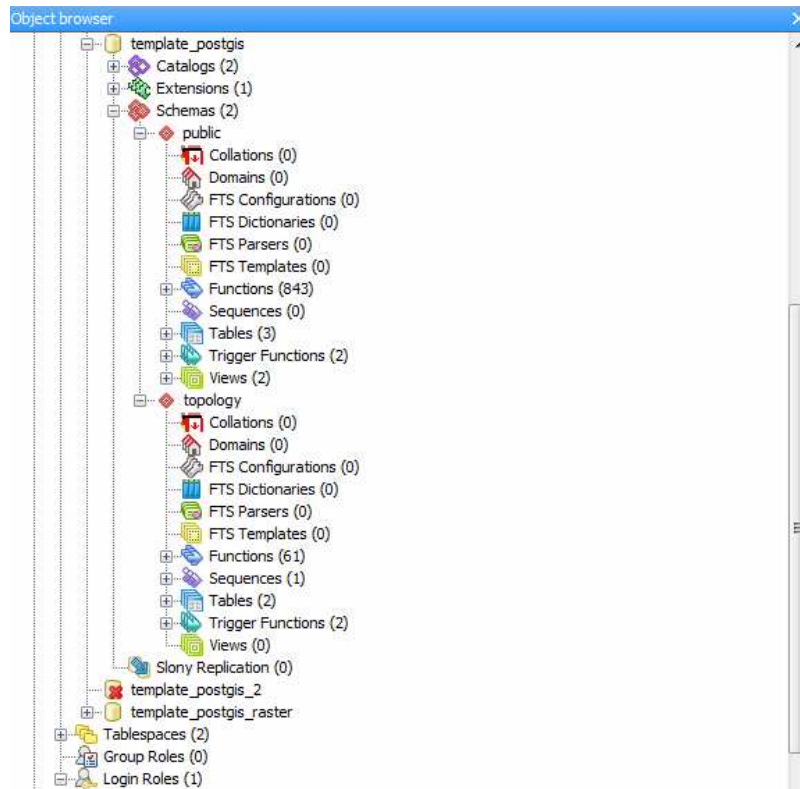 Object browser
template_postgis
Catalogs (2)
Extensions (1)
Schemas (2)
public
Collations (0)
Domains (0)
FTS Configurations (0)
FTS Dictionaries (0)
FTS Parsers (0)
FTS Templates (0)
Functions (843)
Sequences (0)
Tables (3)
Trigger Functions (2)
Views (2)
topology
Collations (0)
Domains (0)
FTS Configurations (0)
FTS Dictionaries (0)
FTS Parsers (0)
FTS Templates (0)
Functions (61)
Sequences (1)
Tables (2)
Trigger Functions (2)
Views (0)
Slony Replication (0)
template_postgis_2
template_postgis_raster
Tablespaces (2)
Group Roles (0)
Login Roles (1)